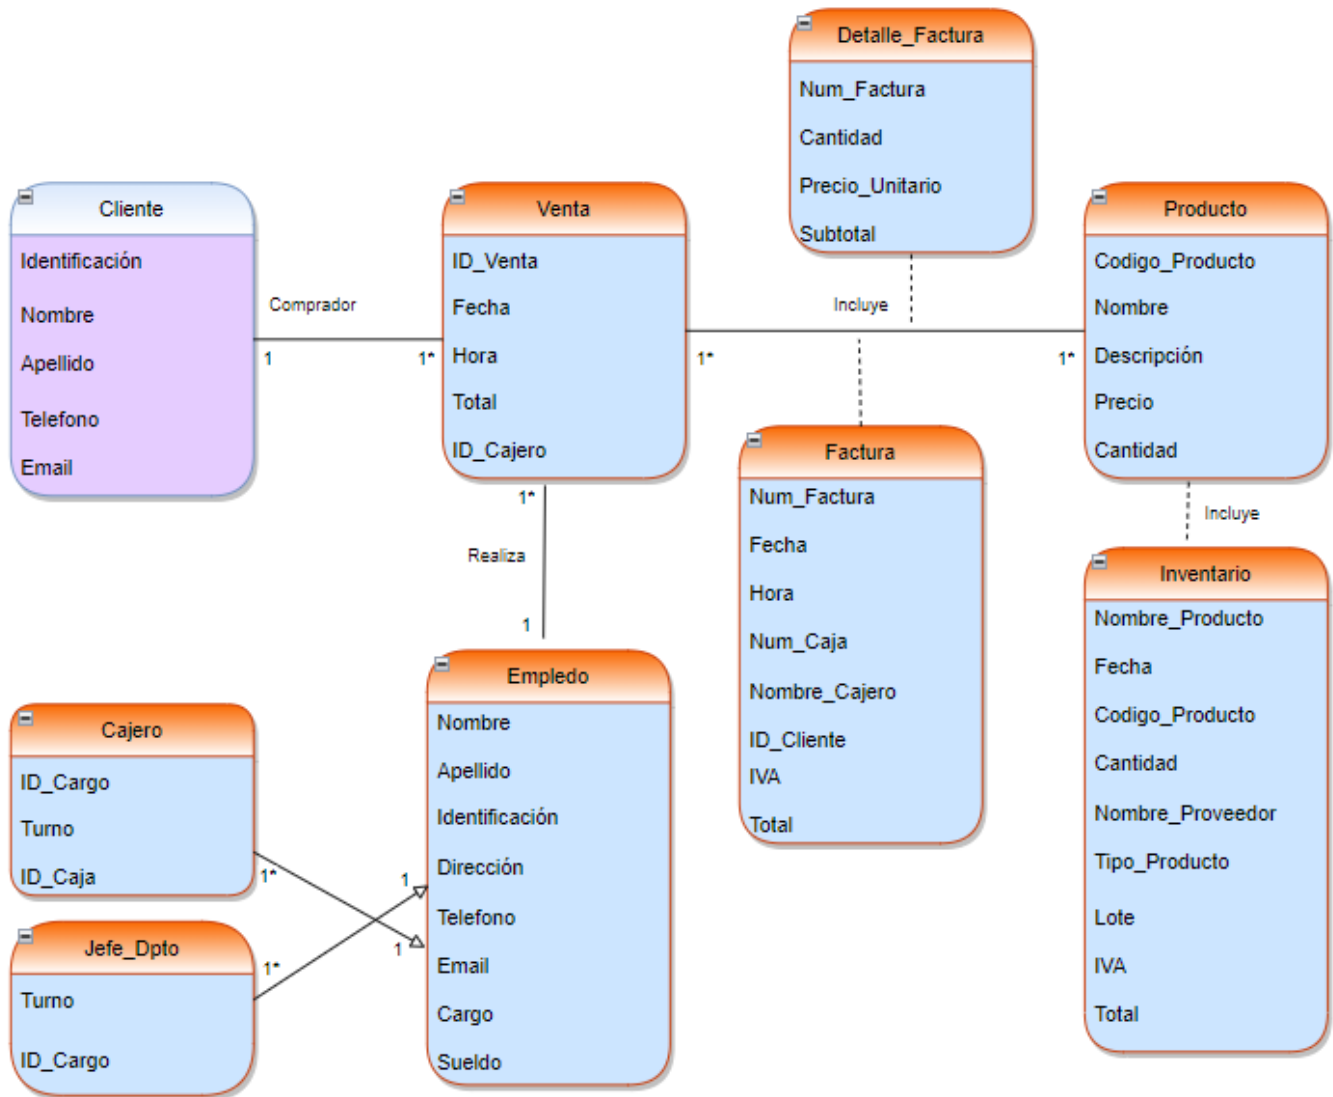 Detalle_Factura
Num_Factura
Cantidad
Precio_Unitario
Subtotal
Cliente
Identificación
Nombre
Apellido
Telefono
Email
Comprador
1
1*
Venta
ID_Venta
Fecha
Hora
Total
ID_Cajero
Incluye
1*
1*
Producto
Codigo_Producto
Nombre
Descripción
Precio
Cantidad
1*
Realiza
1
Factura
Num_Factura
Fecha
Hora
Num_Caja
Nombre_Cajero
ID_Cliente
IVA
Total
Incluye
Inventario
Nombre_Producto
Fecha
Codigo_Producto
Cantidad
Nombre_Proveedor
Tipo_Producto
Lote
IVA
Total
Empledo
Nombre
Apellido
Identificación
Dirección
Telefono
Email
Cargo
Sueldo
Cajero
ID_Cargo
Turno
ID_Caja
1*
1
Jefe_Dpto
Turno
ID_Cargo
1*
1